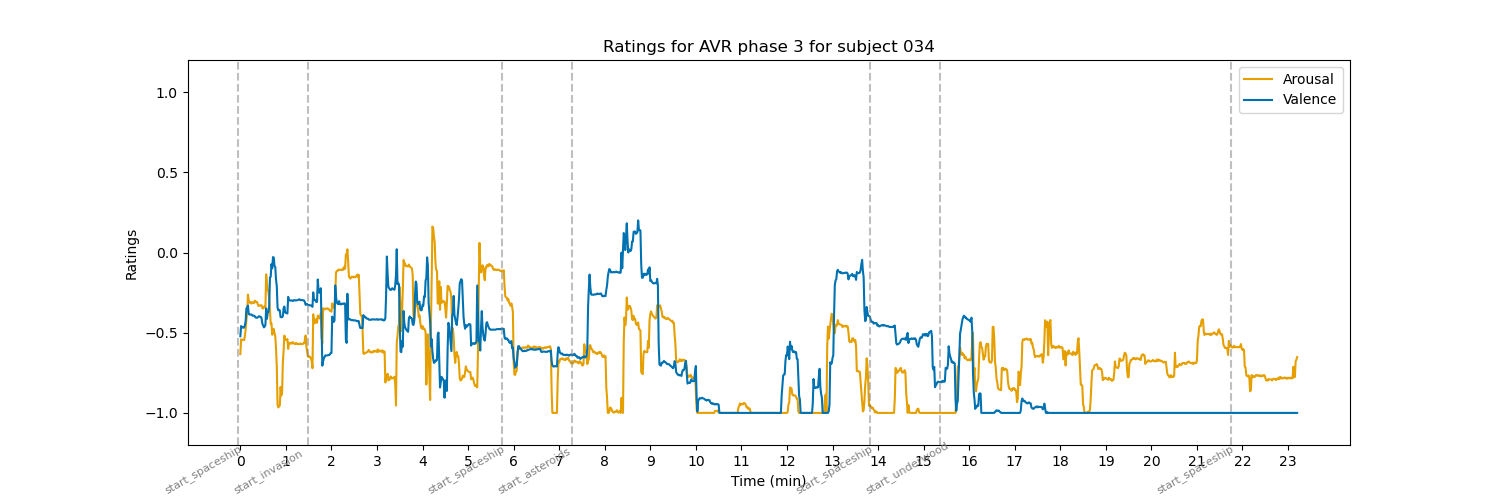 Ratings for AVR phase 3 for subject 034
Arousal
Valence
Ratings
1.0
0.5
0.0
−0.5
−1.0
0 1 2 3 4 5 6 7 8 9 10 11 12 13 14 15 16 17 18 19 20 21 22 23
start_spaceship start_invasion start_spaceship start_asteroids start_spaceship start_underwood start_spaceship
Time (min)